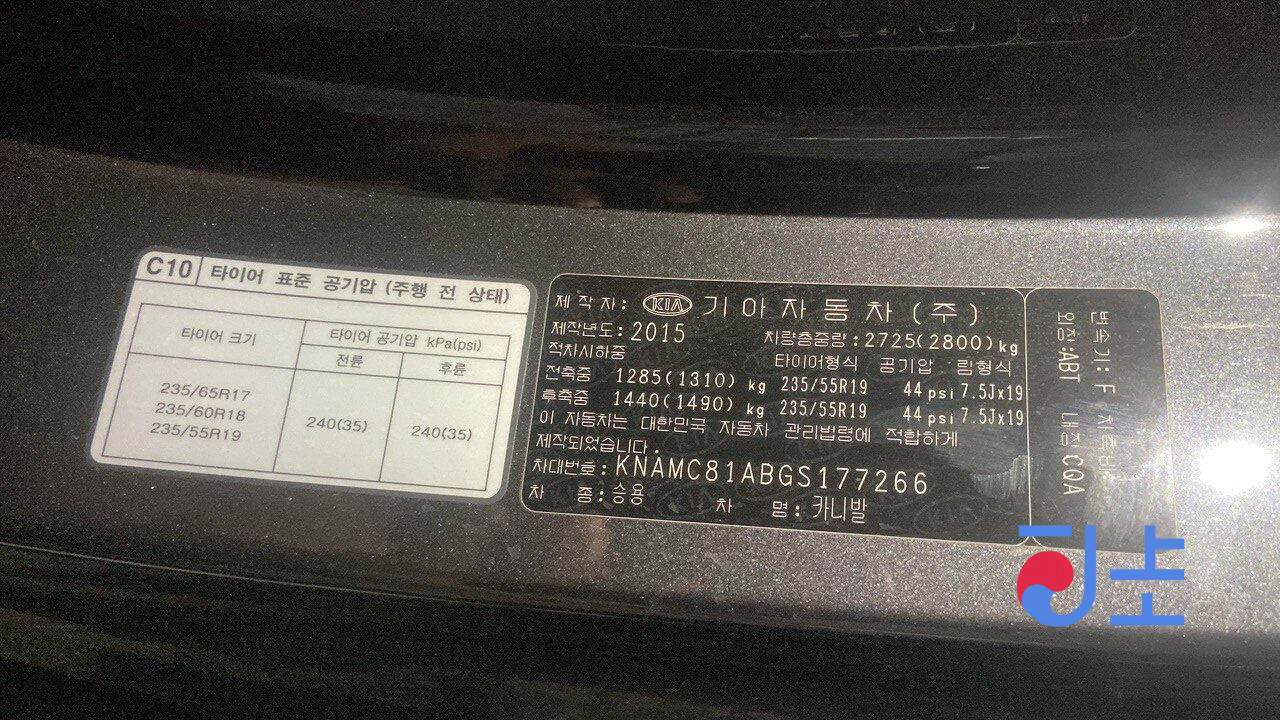 C10 타이어 표준 공기압 (주행 전 상태)
타이어 크기
타이어 공기압 kPa(psi)
전륜 후륜
235/65R17
235/60R18
235/55R19
240(35) 240(35)
제작자: KIA 기아자동차(주)
제작년도:2015 차량총중량:2725(2800)kg
적차시하중 타이어형식 공기압 림형식
전축중 1285(1310) kg 235/55R19 44psi 7.5Jx19
후축중 1440(1490) kg 235/55R19 44psi 7.5Jx19
이 자동차는 대한민국 자동차 관리법령에 적합하게
제작되었습니다.
차대번호:KNAMC81ABGS177266
차 종:승용 차 명:카니발
변속기: F
외장:ABT 내장:CQA